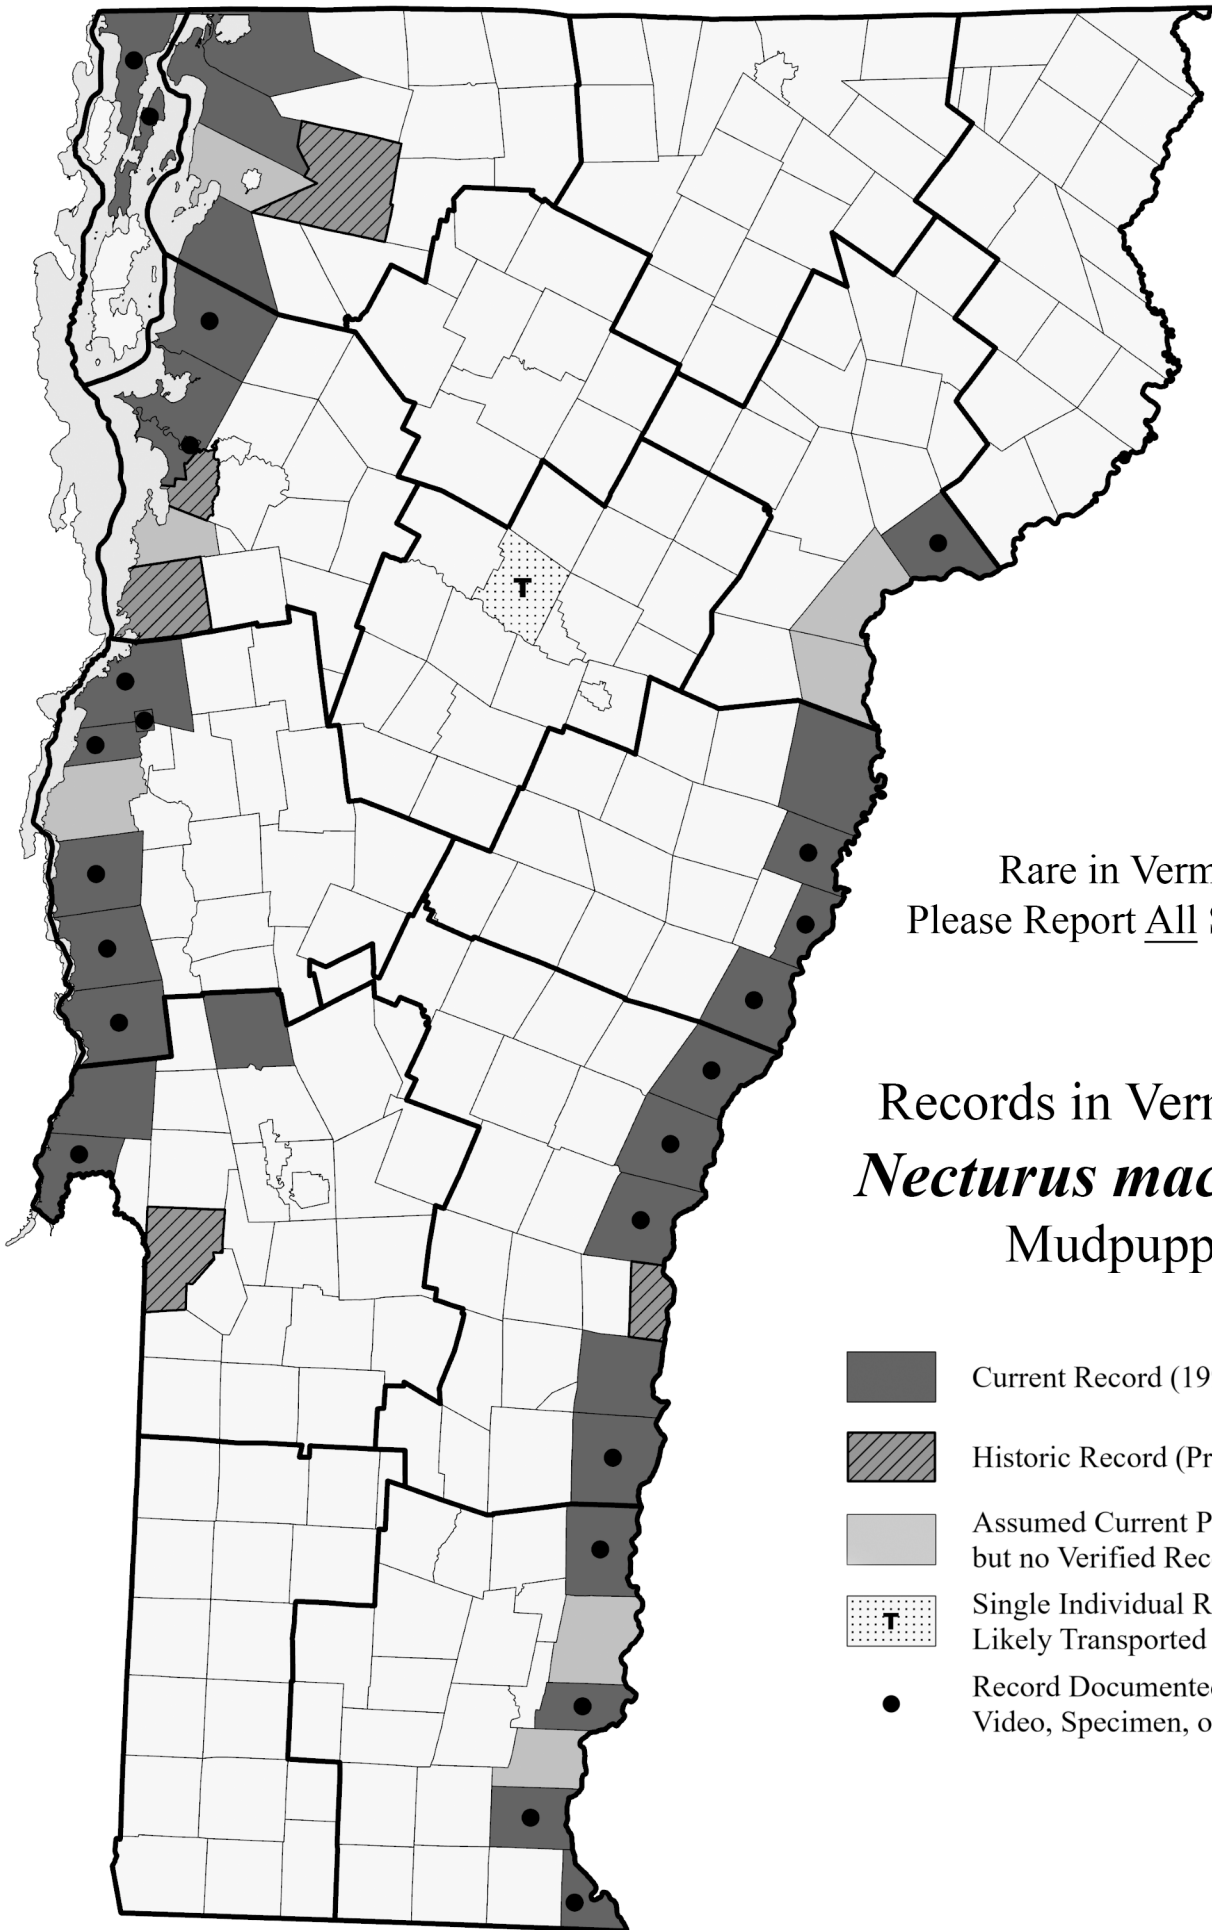 T
Rare in Verm
Please Report All S
Records in Verm
Necturus mac
Mudpupp
Current Record (19
Historic Record (Pr
Assumed Current P
but no Verified Rec
T
Single Individual R
Likely Transported
Record Documented
Video, Specimen, o